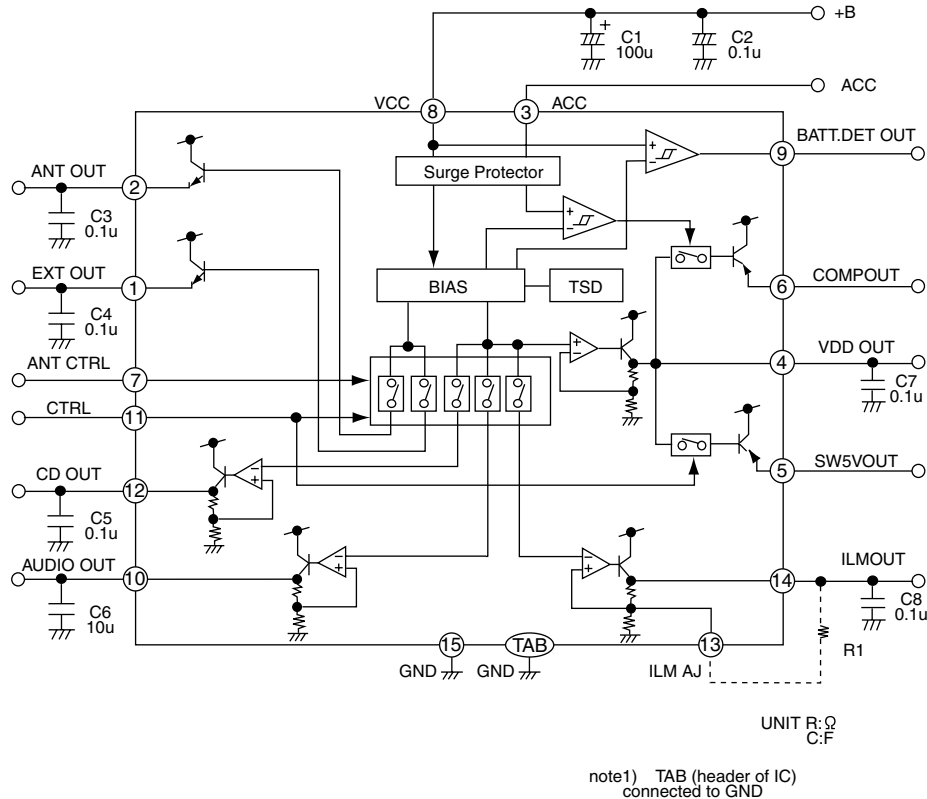 +B
+
C1
100u
C2
0.1u
ACC
VCC
8
3
ACC
BATT.DET OUT
9
+
−
Surge Protector
ANT OUT
2
C3
0.1u
+
−
EXT OUT
1
C4
0.1u
BIAS
TSD
6
COMPOUT
ANT CTRL
7
+
−
4
VDD OUT
C7
0.1u
CTRL
11
CD OUT
12
−
+
C5
0.1u
5
SW5VOUT
AUDIO OUT
10
−
+
C6
10u
−
+
14
ILMOUT
C8
0.1u
R1
15
TAB
13
GND
GND
ILM AJ
UNIT R:Ω
C:F
note1) TAB (header of IC)
connected to GND